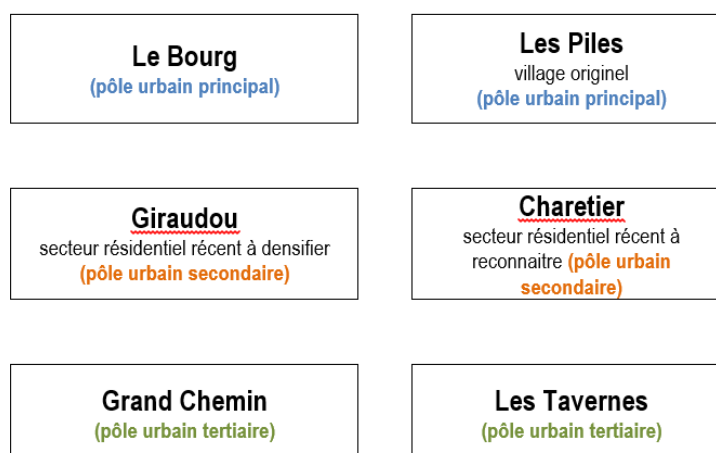 Le Bourg
(pôle urbain principal)
Les Piles
village originel
(pôle urbain principal)
Giraudou
secteur résidentiel récent à densifier
(pôle urbain secondaire)
Charetier
secteur résidentiel récent à
reconnaitre (pôle urbain
secondaire)
Grand Chemin
(pôle urbain tertiaire)
Les Tavernes
(pôle urbain tertiaire)